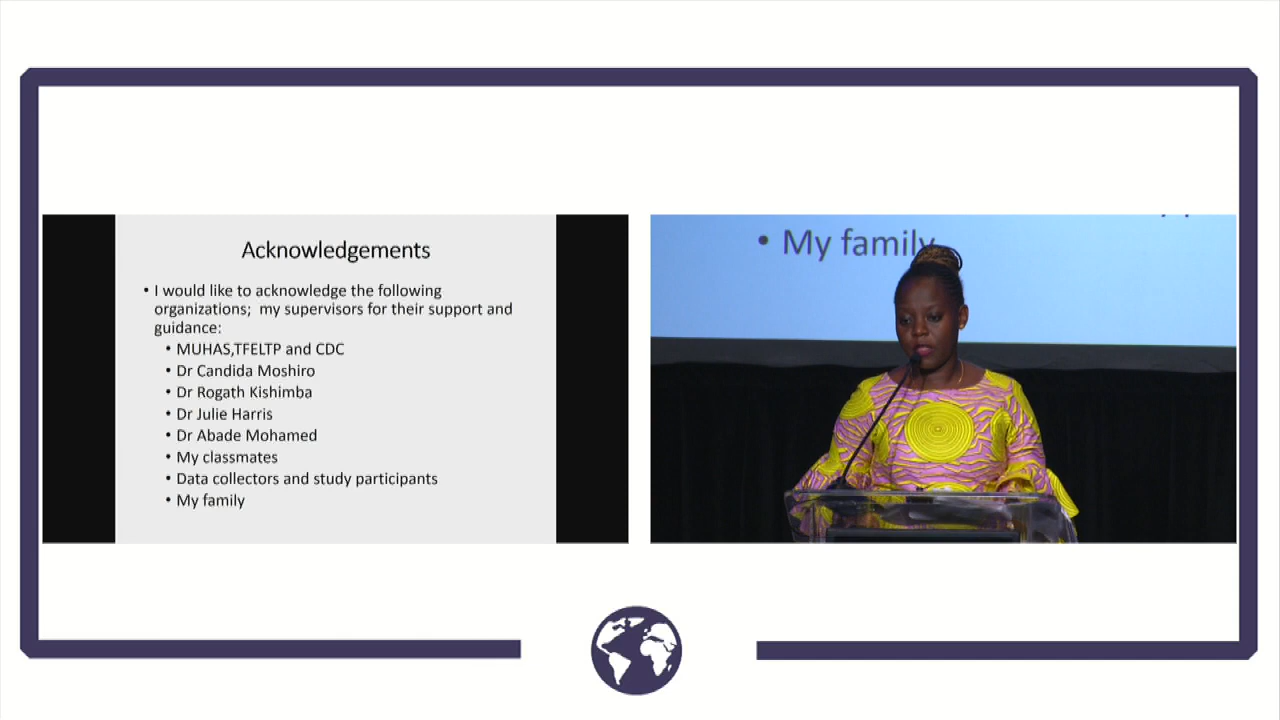 Acknowledgements
• I would like to acknowledge the following
organizations;  my supervisors for their support and
guidance:
• MUHAS,TFELTP and CDC
• Dr Candida Moshiro
• Dr Rogath Kishimba
• Dr Julie Harris
• Dr Abade Mohamed
• My classmates
• Data collectors and study participants
• My family
• My family